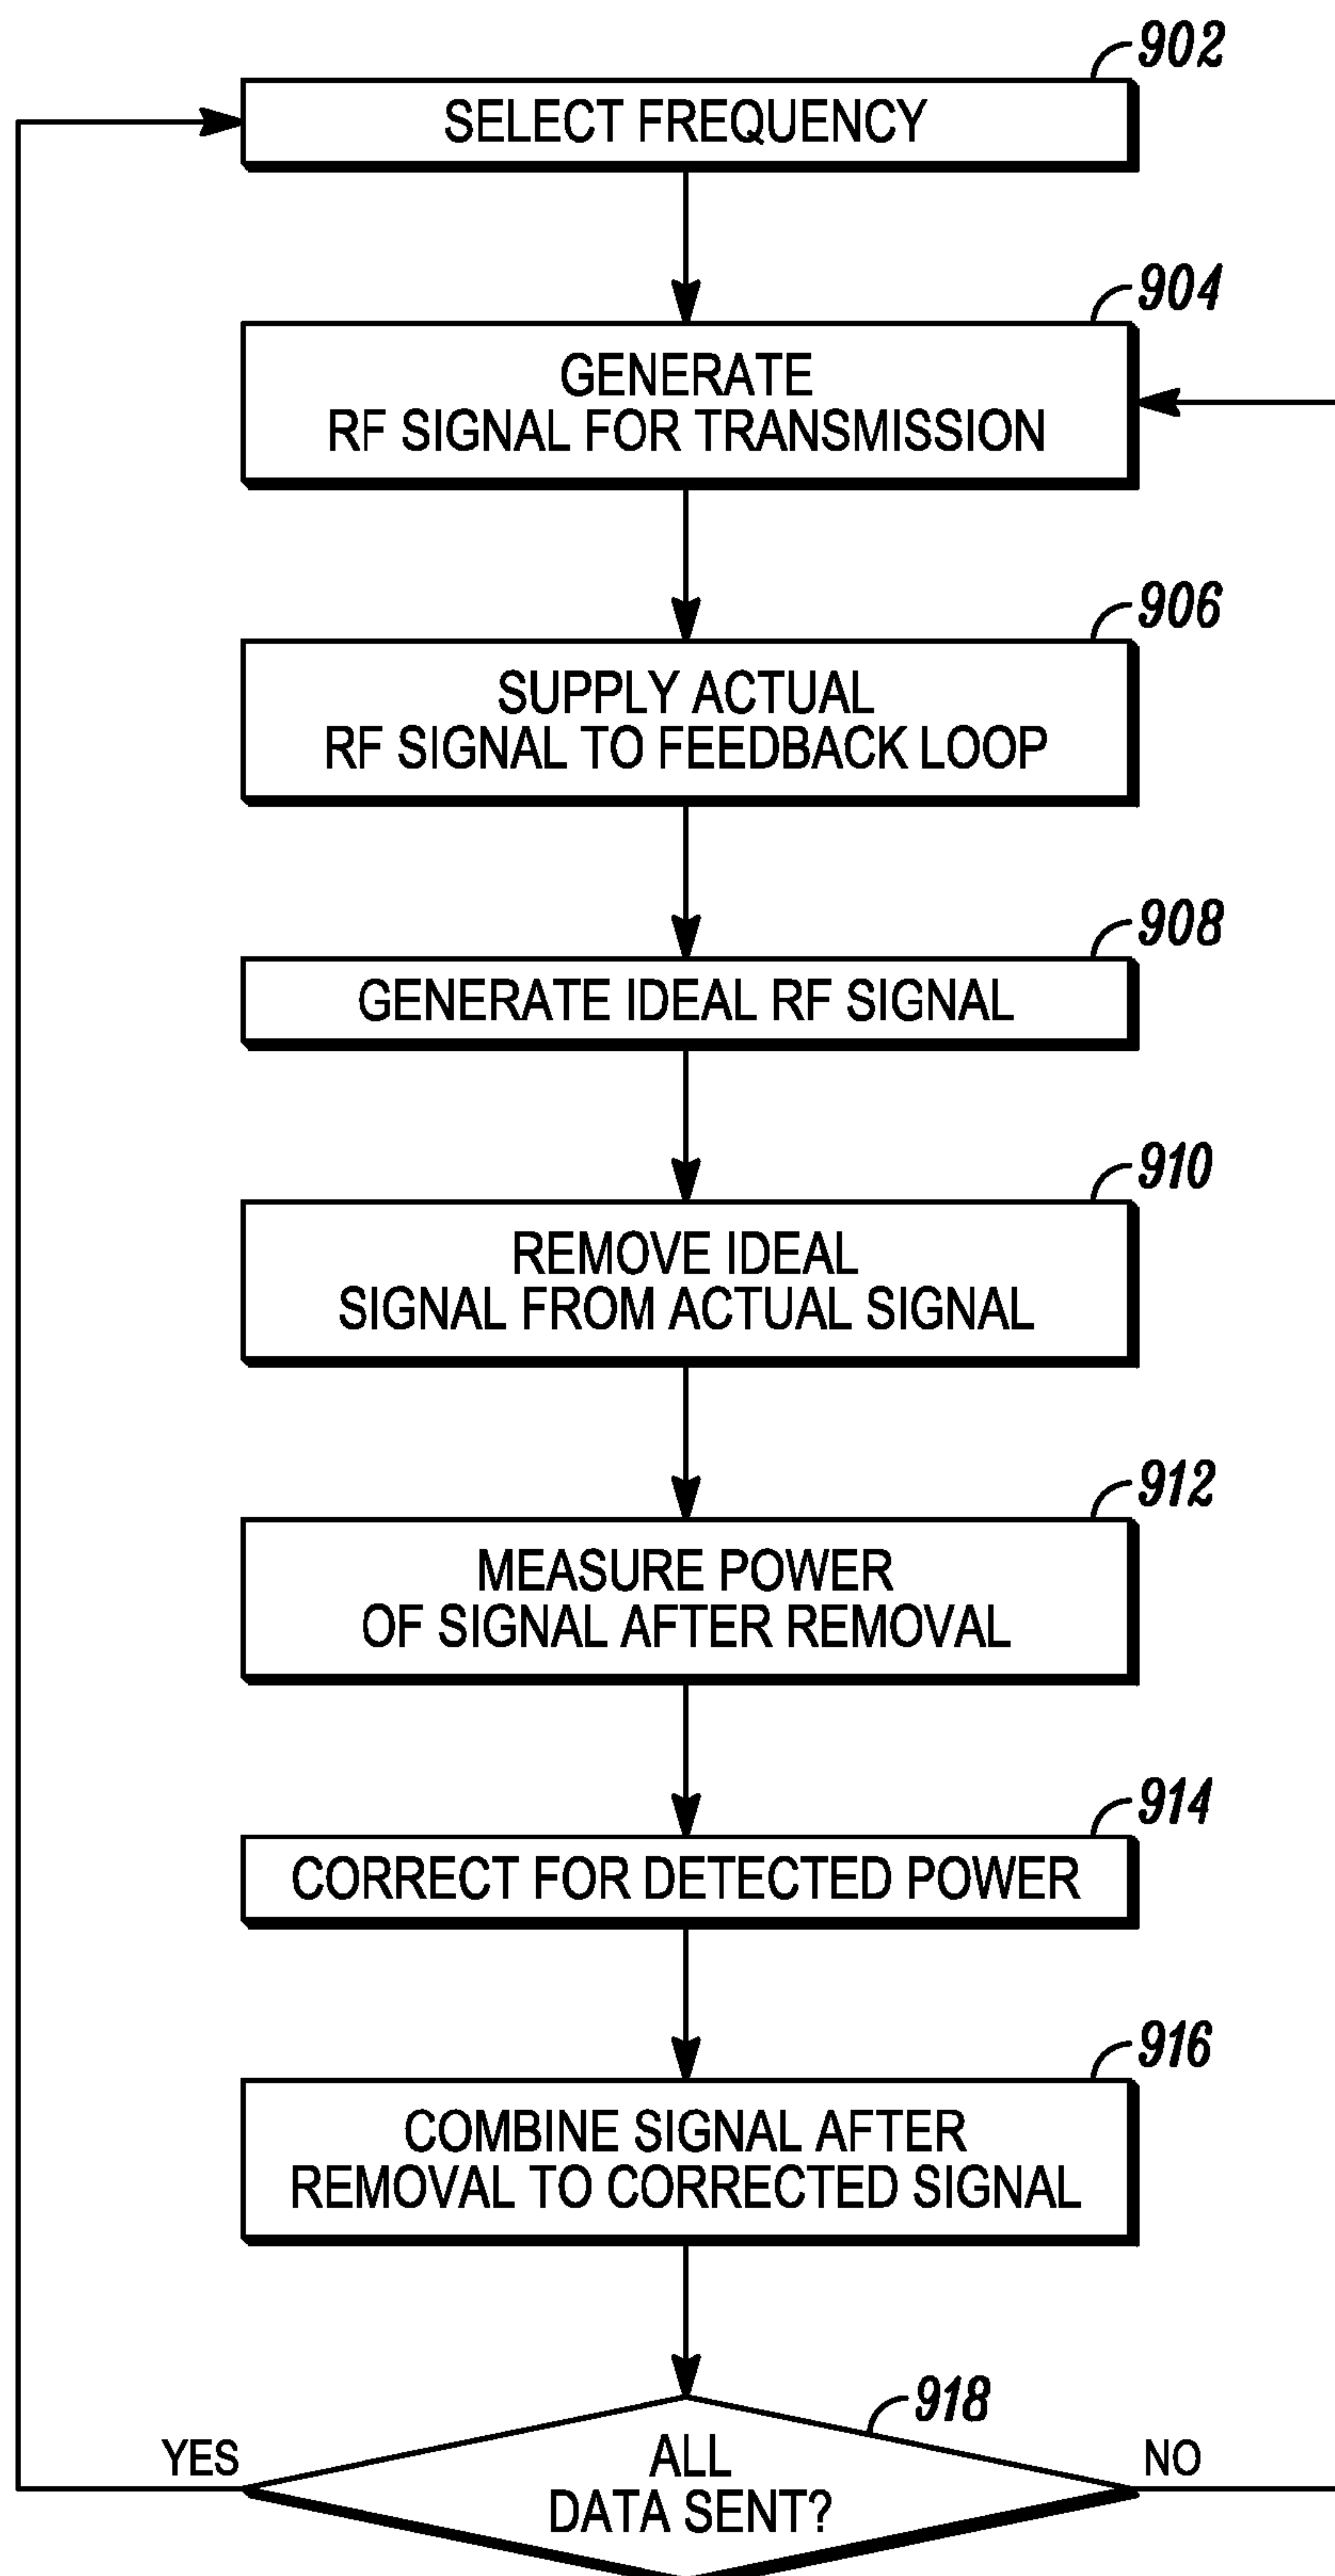 902
SELECT FREQUENCY
904
GENERATE
RF SIGNAL FOR TRANSMISSION
906
SUPPLY ACTUAL
RF SIGNAL TO FEEDBACK LOOP
908
GENERATE IDEAL RF SIGNAL
910
REMOVE IDEAL
SIGNAL FROM ACTUAL SIGNAL
912
MEASURE POWER
OF SIGNAL AFTER REMOVAL
914
CORRECT FOR DETECTED POWER
916
COMBINE SIGNAL AFTER
REMOVAL TO CORRECTED SIGNAL
918
YES
ALL
DATA SENT?
NO